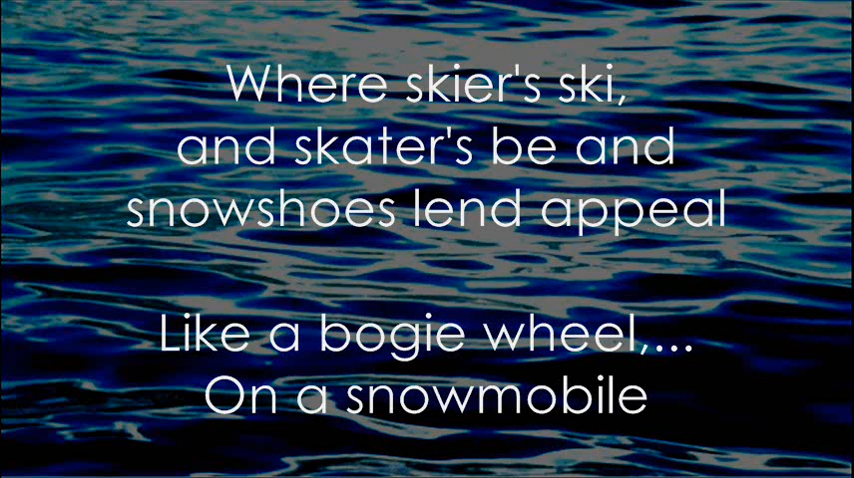 Where skier's ski,
and skater's be and
snowshoes lend appeal
Like a bogie wheel,...
On a snowmobile